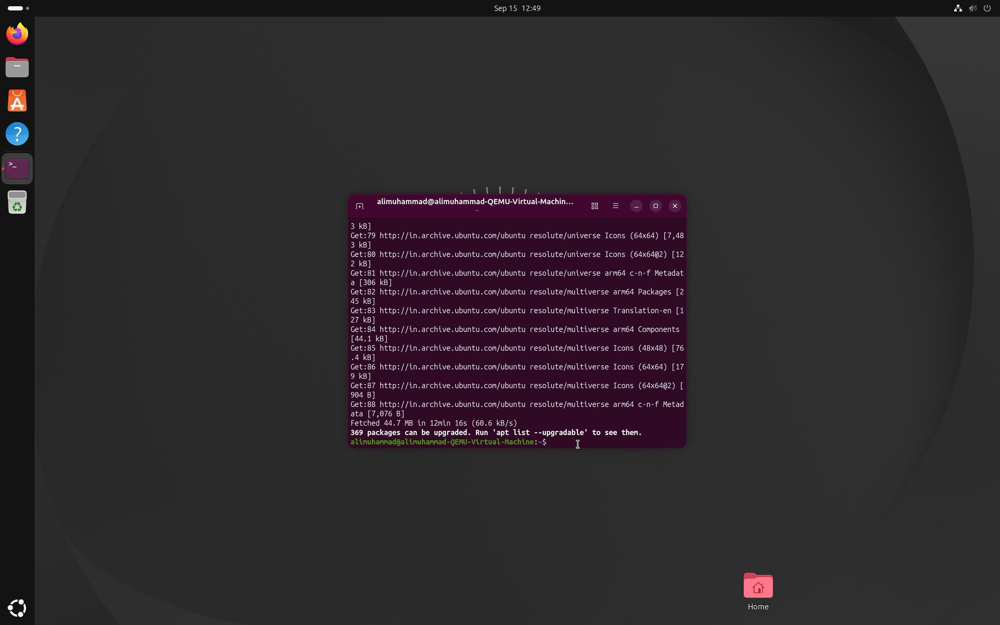 Sep 15 12:49
alimuhammad@alimuhammad-QEMU-Virtual-Machin...
~
3 kB]
Get:79 http://in.archive.ubuntu.com/ubuntu resolute/universe Icons (64x64) [7,48
3 kB]
Get:80 http://in.archive.ubuntu.com/ubuntu resolute/universe Icons (64x64@2) [12
2 kB]
Get:81 http://in.archive.ubuntu.com/ubuntu resolute/universe arm64 c-n-f Metadat
a [306 kB]
Get:82 http://in.archive.ubuntu.com/ubuntu resolute/multiverse arm64 Packages [2
45 kB]
Get:83 http://in.archive.ubuntu.com/ubuntu resolute/multiverse Translation-en [1
27 kB]
Get:84 http://in.archive.ubuntu.com/ubuntu resolute/multiverse arm64 Components
[44.1 kB]
Get:85 http://in.archive.ubuntu.com/ubuntu resolute/multiverse Icons (48x48) [76
.4 kB]
Get:86 http://in.archive.ubuntu.com/ubuntu resolute/multiverse Icons (64x64) [17
9 kB]
Get:87 http://in.archive.ubuntu.com/ubuntu resolute/multiverse Icons (64x64@2) [
904 B]
Get:88 http://in.archive.ubuntu.com/ubuntu resolute/multiverse arm64 c-n-f Metad
ata [7,076 B]
Fetched 44.7 MB in 12min 16s (60.6 kB/s)
369 packages can be upgraded. Run 'apt list --upgradable' to see them.
alimuhammad@alimuhammad-QEMU-Virtual-Machine:~$
Home